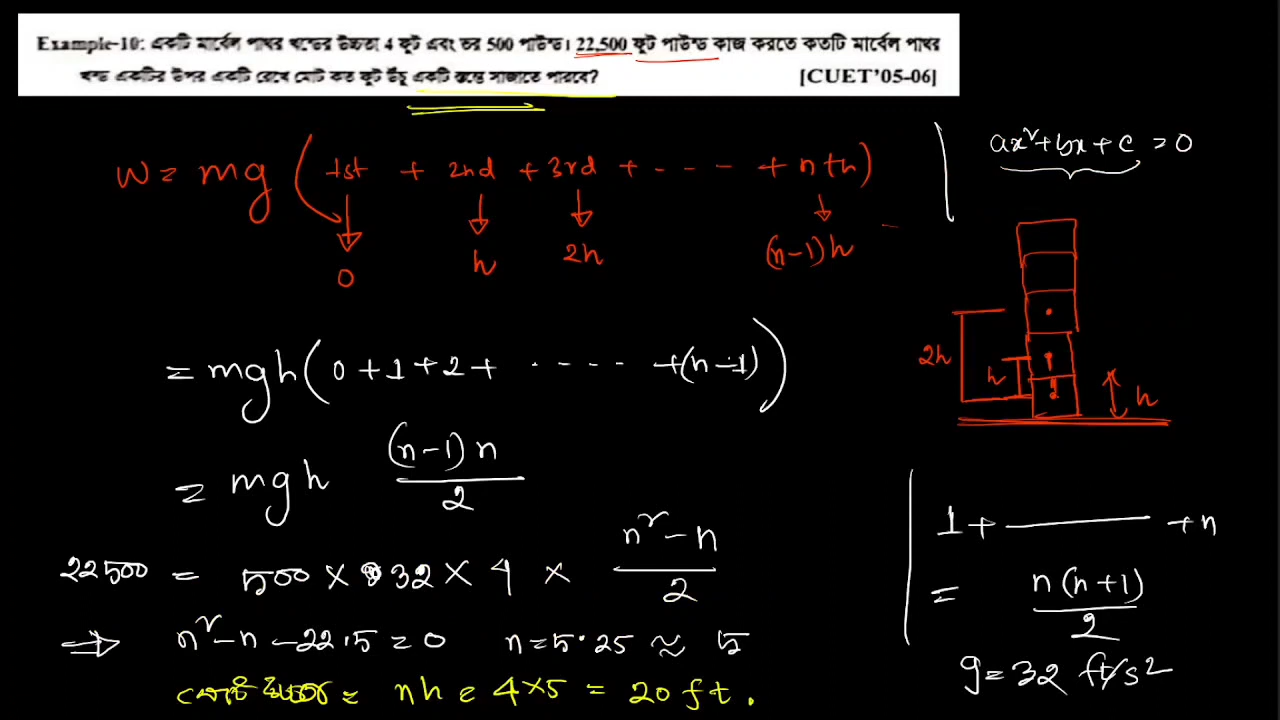 Example-10: একটি মার্বেল পাথর খন্ডের উচ্চতা 4 ফুট এবং ভর 500 পাউন্ড। 22,500 ফুট পাউন্ড কাজ করতে কতটি মার্বেল পাথর
খন্ড একটির উপর একটি রেখে মোট কত ফুট উঁচু একটি স্তম্ভ সাজাতে পারবে? [CUET'05-06]
ax²+bx+c = 0
W = mg (1st + 2nd + 3rd + ---- + nth)
0 h 2h (n-1)h
2h h h
= mgh (0+1+2+ ..... +(n-1))
= mgh (n-1)n/2
1+ ——— +n
22500 = 500 × 32 × 4 × n²-n/2
= n(n+1)/2
⇒ n²-n-22.5=0 n=5.25 ≈ 5
g=32 ft/s2
= nh = 4×5 = 20 ft.